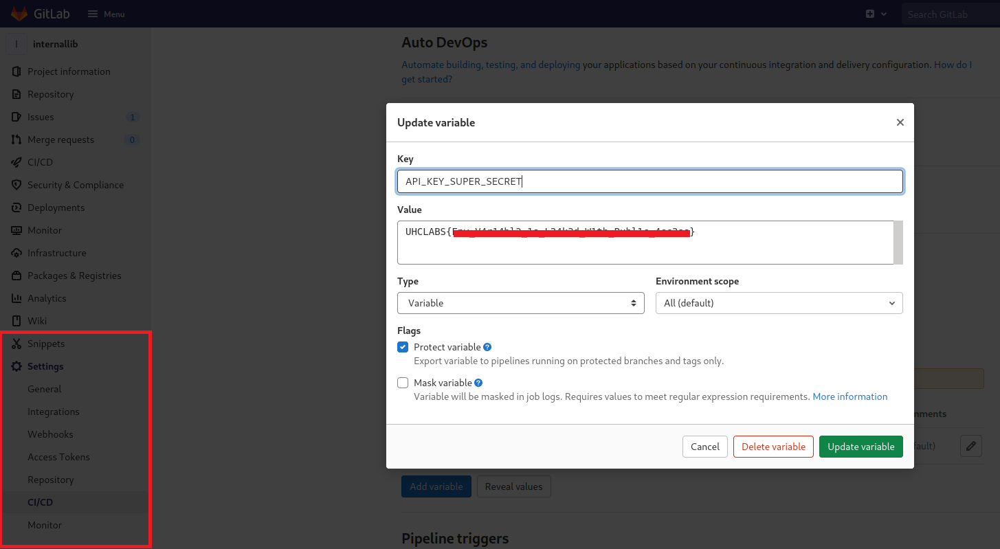 GitLab
Menu
Search GitLab
I internallib
Project information
Repository
Issues 1
Merge requests 0
CI/CD
Security & Compliance
Deployments
Monitor
Infrastructure
Packages & Registries
Analytics
Wiki
Snippets
Settings
General
Integrations
Webhooks
Access Tokens
Repository
CI/CD
Monitor
Auto DevOps
Automate building, testing, and deploying your applications based on your continuous integration and delivery configuration. How do I
get started?
Update variable
Key
API_KEY_SUPER_SECRET
Value
UHCLABS{ }
Type
Environment scope
Variable
All (default)
Flags
Protect variable
Export variable to pipelines running on protected branches and tags only.
Mask variable
Variable will be masked in job logs. Requires values to meet regular expression requirements. More information
Cancel
Delete variable
Update variable
Add variable
Reveal values
Pipeline triggers